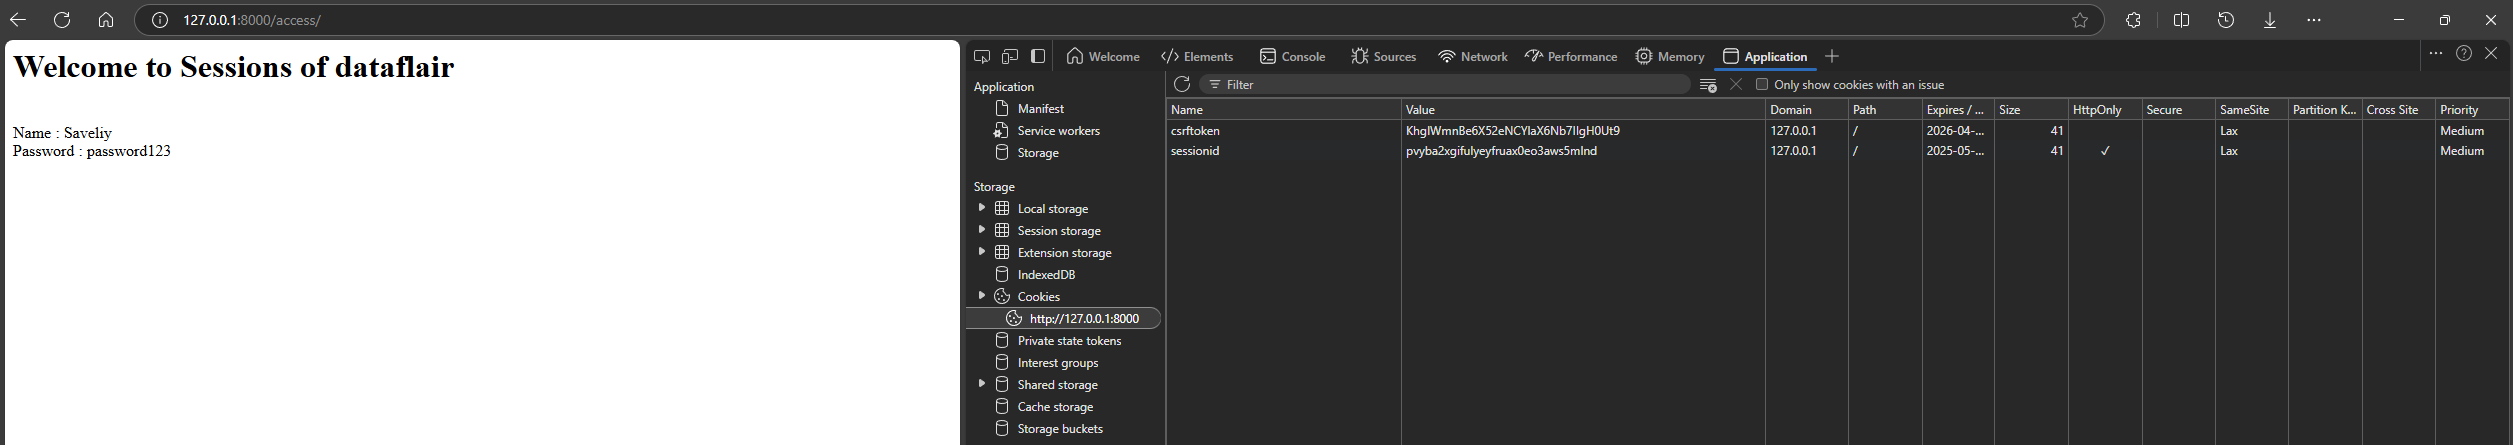 127.0.0.1:8000/access/
Welcome to Sessions of dataflair
Name : Saveliy
Password : password123
Welcome Elements Console Sources Network Performance Memory Application
Application
Manifest
Service workers
Storage
Storage
Local storage
Session storage
Extension storage
IndexedDB
Cookies
http://127.0.0.1:8000
Private state tokens
Interest groups
Shared storage
Cache storage
Storage buckets
Filter Only show cookies with an issue
Name Value Domain Path Expires / ... Size HttpOnly Secure SameSite Partition K... Cross Site Priority
csrftoken 127.0.0.1 / 2026-04-... 41 Lax Medium
sessionid pvyba2xgifulyeyfruax0eo3aws5mlnd 127.0.0.1 / 2025-05-... 41 ✓ Lax Medium